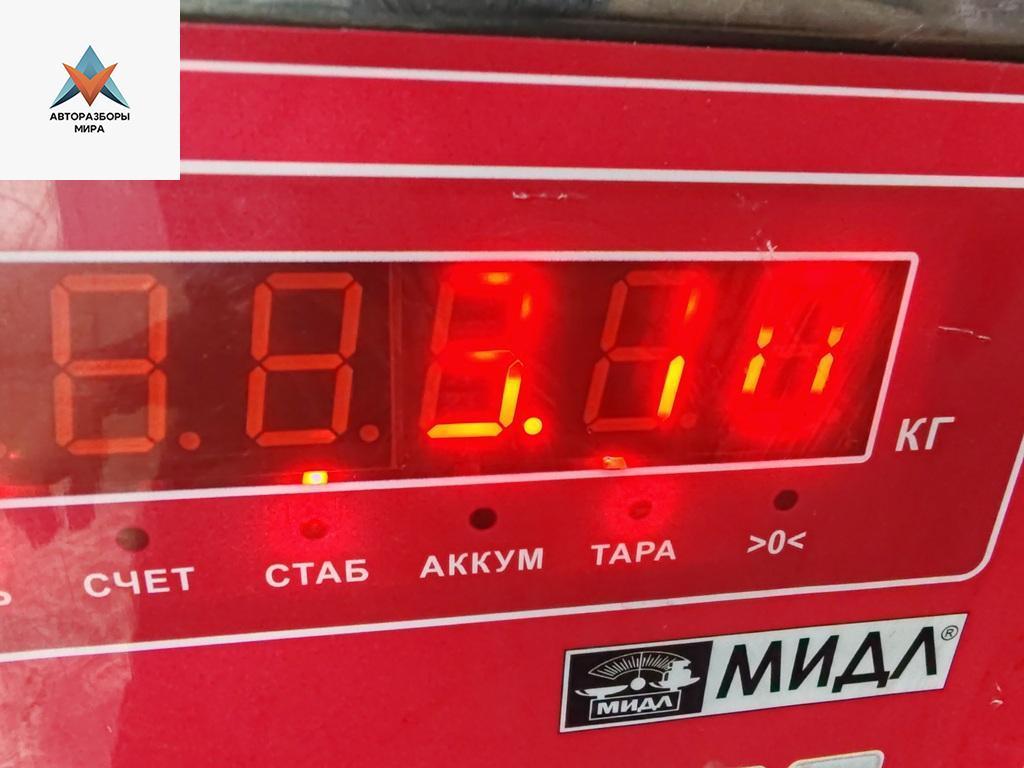 АВТОРАЗБОРЫ
МИРА
КГ
СЧЕТ СТАБ АККУМ ТАРА >0<
МИДЛ МИДЛ®